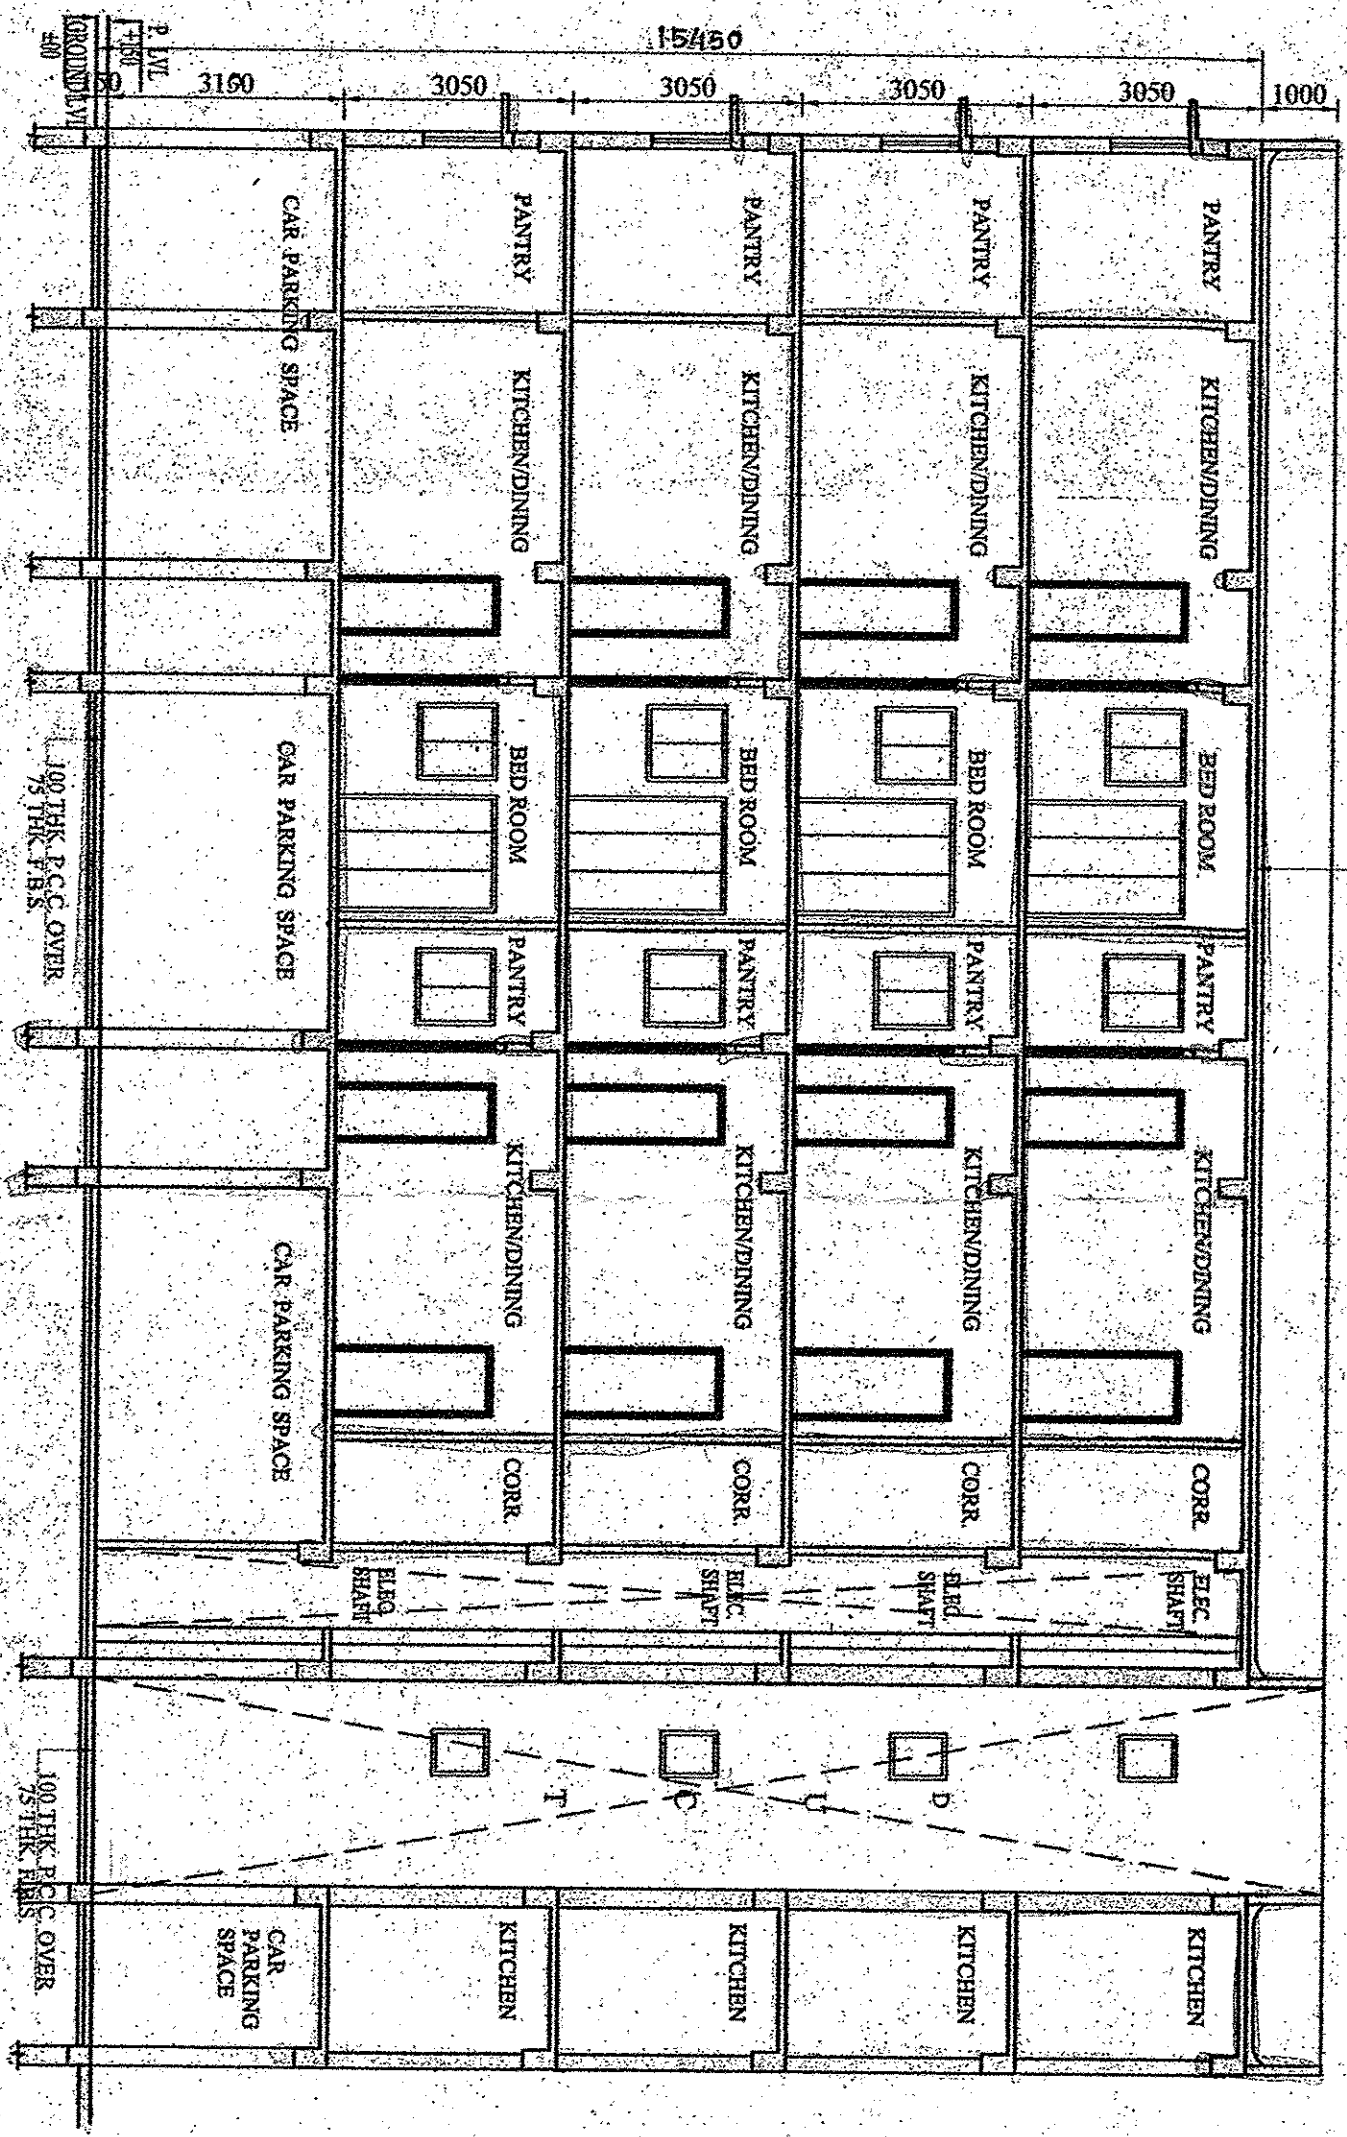 15450
1000
3050
3050
3050
3050
3150
150
P. LVL
+150
GROUND LVL
±00
PANTRY
KITCHEN/DINING
BED ROOM
PANTRY
KITCHEN/DINING
CORR.
ELEC.
SHAFT
KITCHEN
PANTRY
KITCHEN/DINING
BED ROOM
PANTRY
KITCHEN/DINING
CORR.
ELEC
SHAFT
KITCHEN
PANTRY
KITCHEN/DINING
BED ROOM
PANTRY
KITCHEN/DINING
CORR.
ELEC
SHAFT
KITCHEN
PANTRY
KITCHEN/DINING
BED ROOM
PANTRY
KITCHEN/DINING
CORR.
ELEC
SHAFT
KITCHEN
D
U
C
T
CAR PARKING SPACE
CAR PARKING SPACE
CAR PARKING SPACE
CAR
PARKING
SPACE
100 THK P.C.C. OVER
75 THK F.B.S.
100 THK P.C.C. OVER
75 THK F.B.S